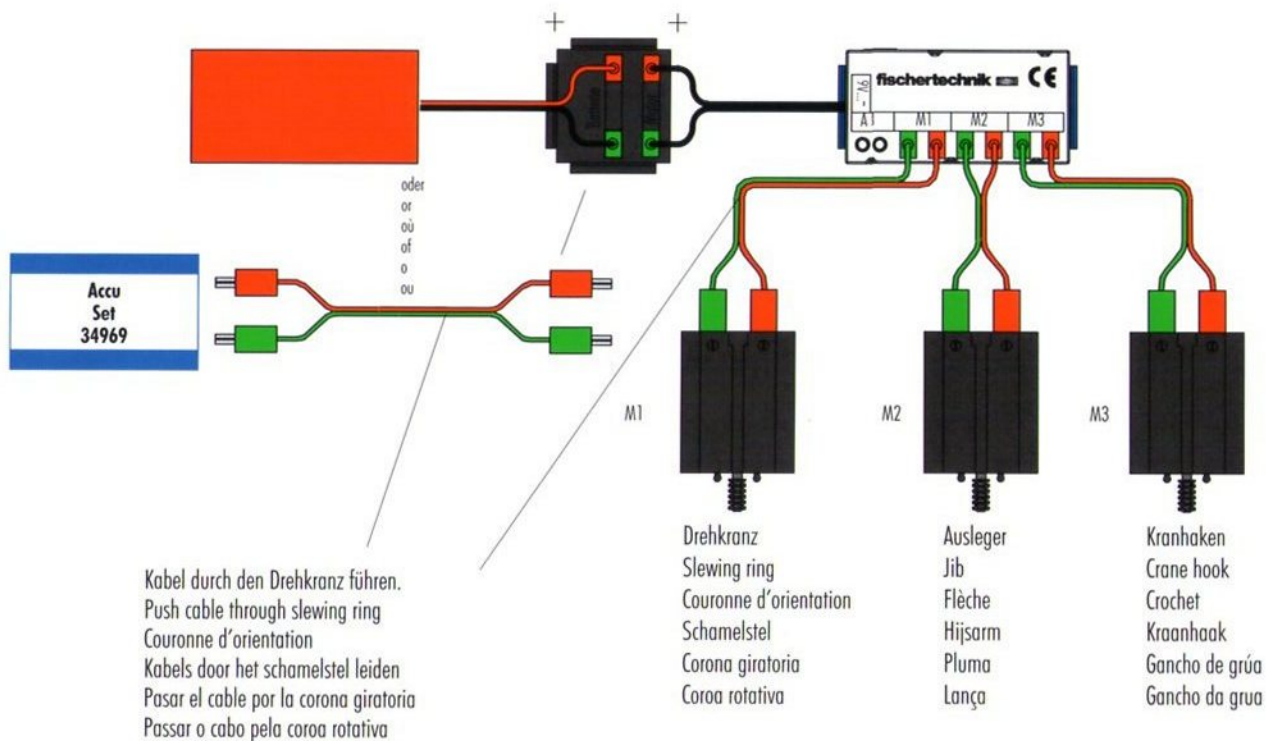 + +
fischertechnik CE
9V... -
A1 M1 M2 M3
oder
or
où
of
o
ou
Accu
Set
34969
M1
M2
M3
Drehkranz
Slewing ring
Couronne d'orientation
Schamelstel
Corona giratoria
Coroa rotativa
Ausleger
Jib
Flèche
Hijsarm
Pluma
Lança
Kranhaken
Crane hook
Crochet
Kraanhaak
Gancho de grúa
Gancho da grua
Kabel durch den Drehkranz führen.
Push cable through slewing ring
Couronne d'orientation
Kabels door het schamelstel leiden
Pasar el cable por la corona giratoria
Passar o cabo pela coroa rotativa